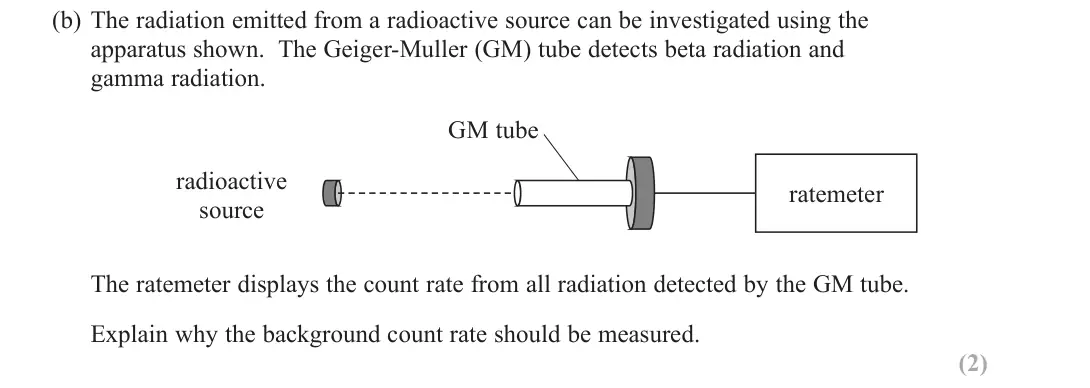 (b) The radiation emitted from a radioactive source can be investigated using the
apparatus shown. The Geiger-Muller (GM) tube detects beta radiation and
gamma radiation.
GM tube
radioactive
source
ratemeter
The ratemeter displays the count rate from all radiation detected by the GM tube.
Explain why the background count rate should be measured.
(2)